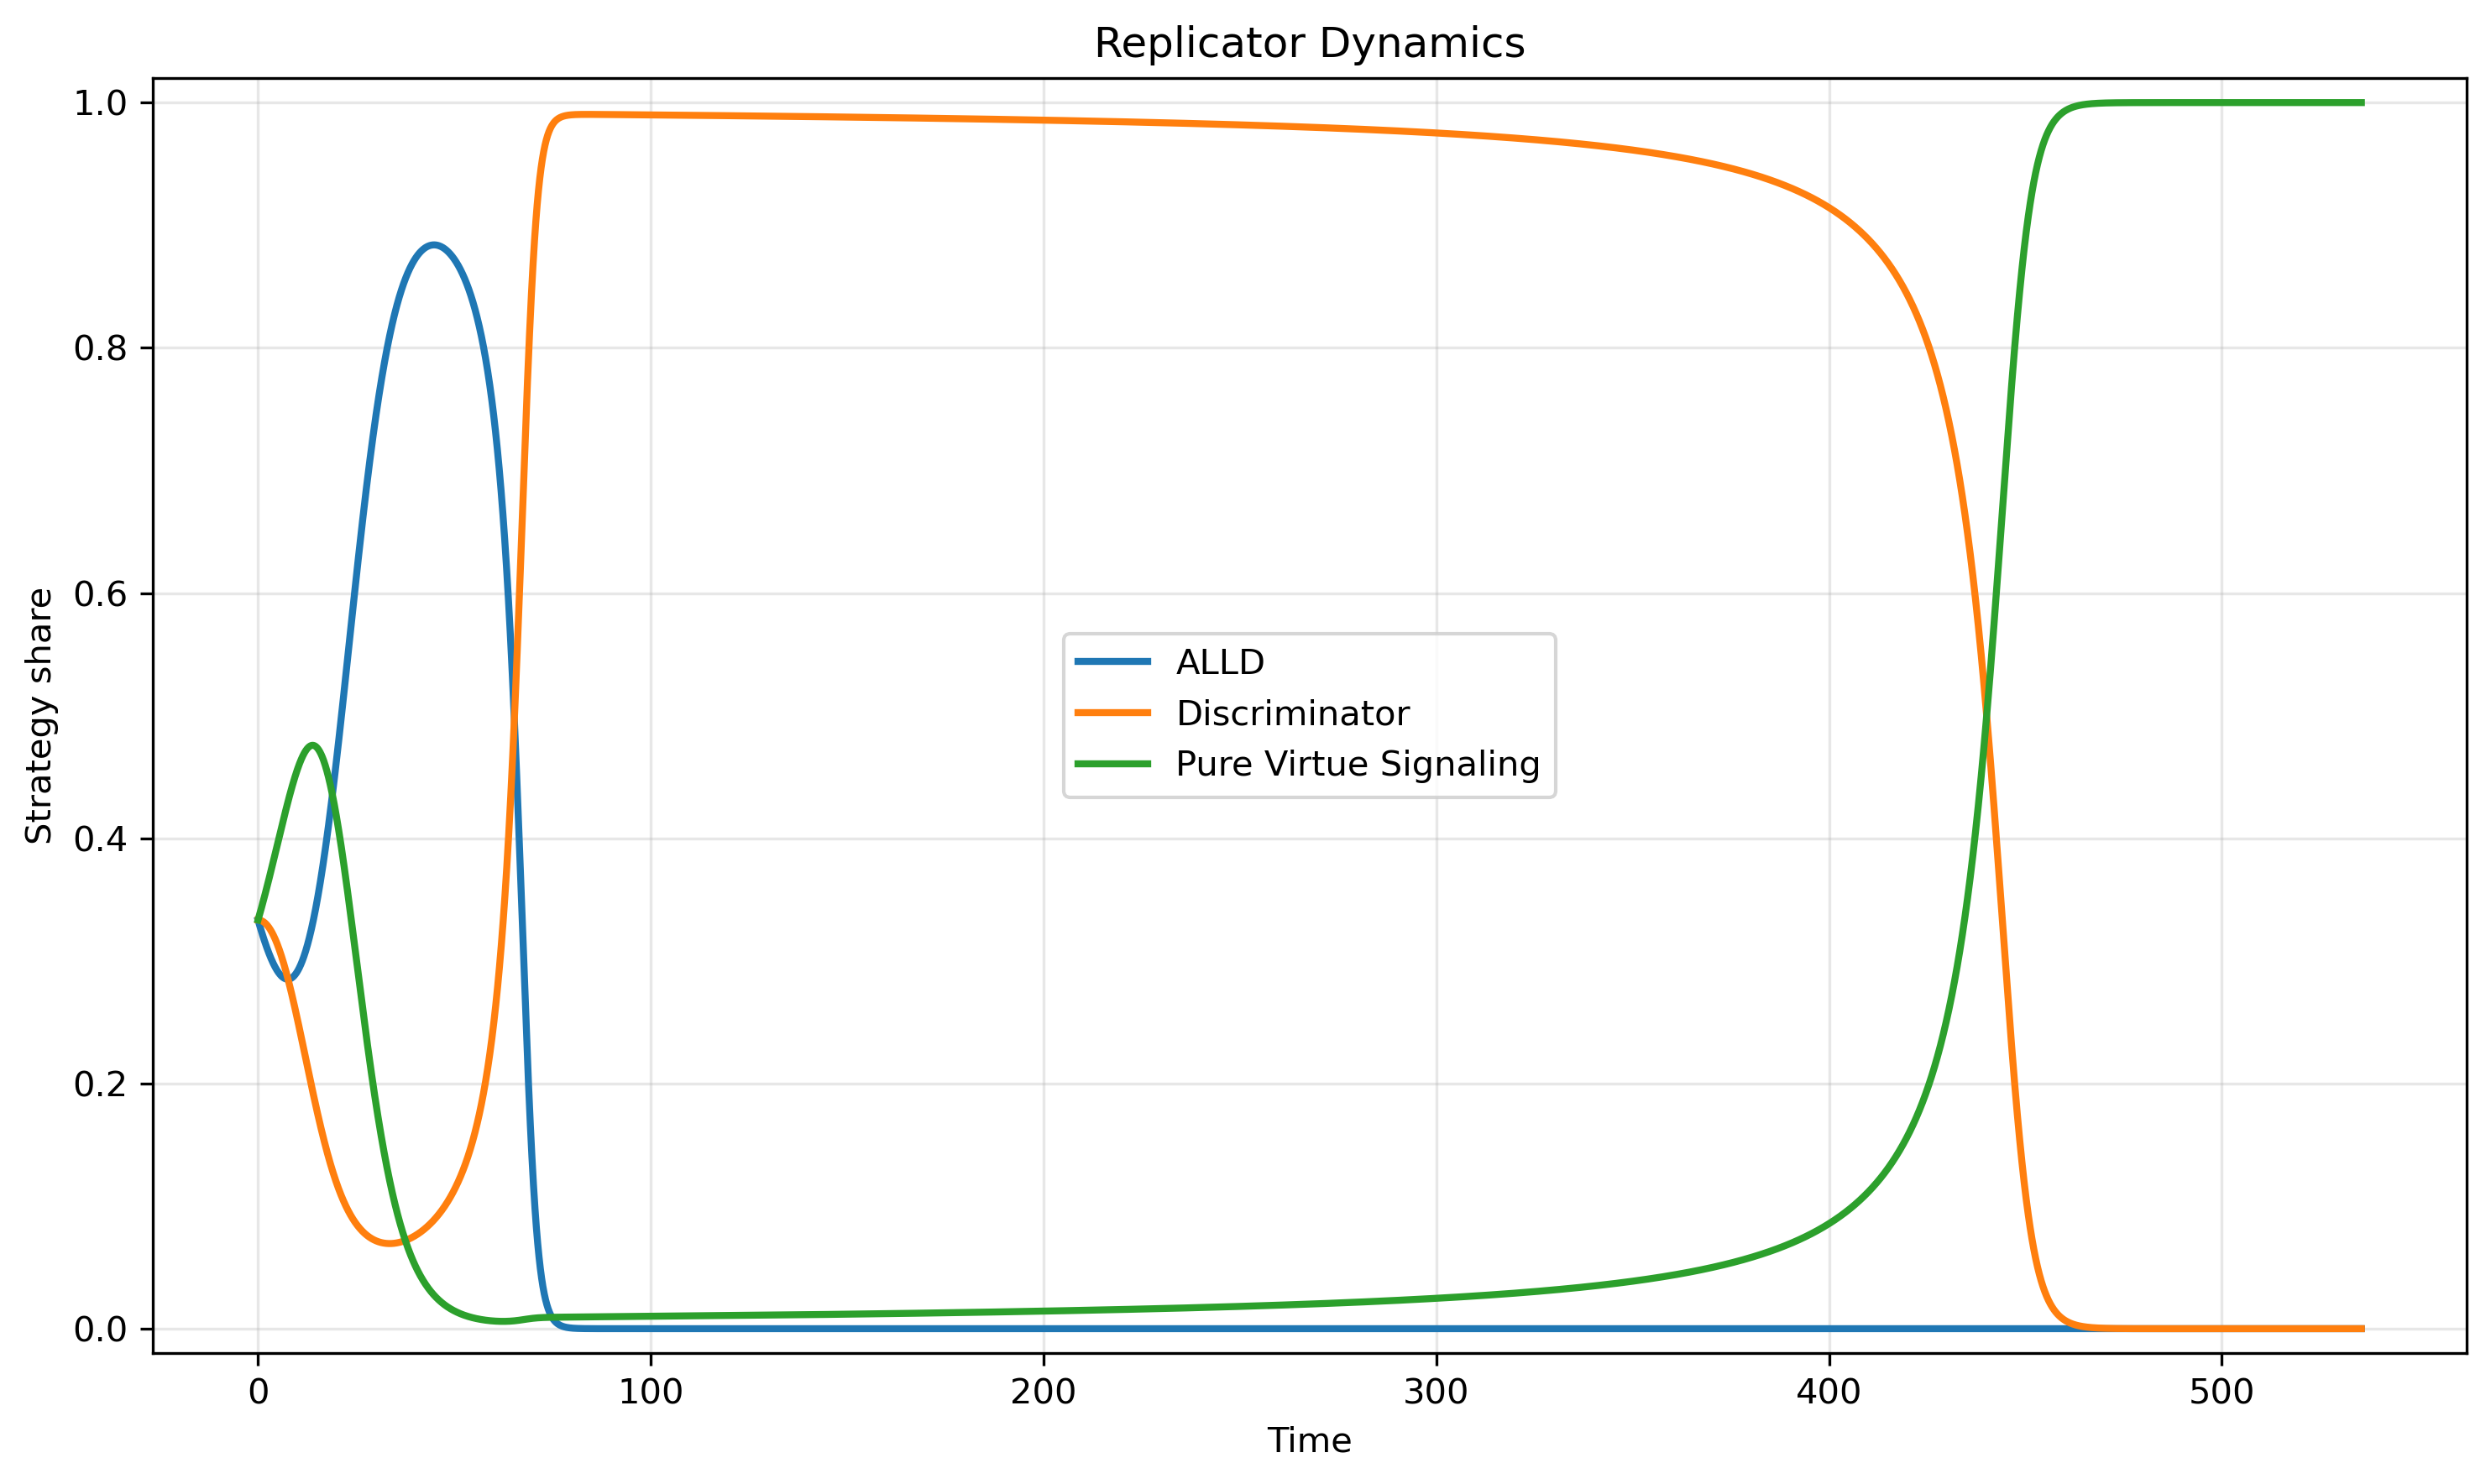 Replicator Dynamics
1.0
0.8
0.6
0.4
0.2
0.0
Strategy share
ALLD
Discriminator
Pure Virtue Signaling
0 100 200 300 400 500
Time